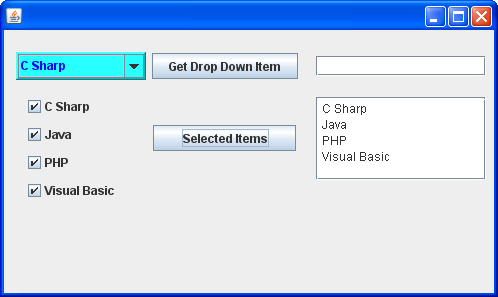 C Sharp
Get Drop Down Item
C Sharp
Java
PHP
Visual Basic
Selected Items
C Sharp
Java
PHP
Visual Basic